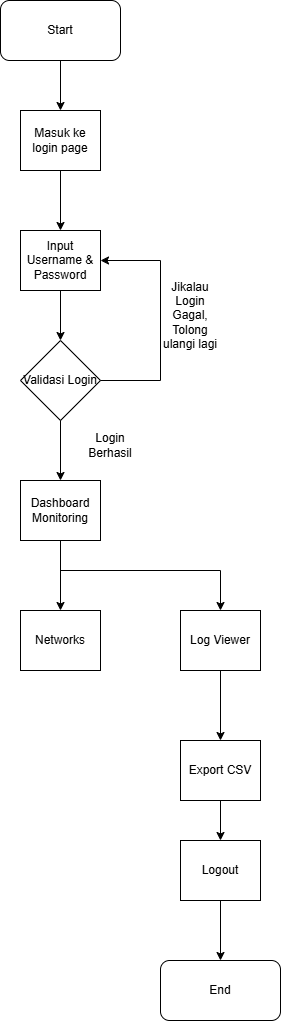 Start
Masuk ke
login page
Input
Username &
Password
Jikalau
Login
Gagal,
Tolong
ulangi lagi
Validasi Login
Login
Berhasil
Dashboard
Monitoring
Networks
Log Viewer
Export CSV
Logout
End